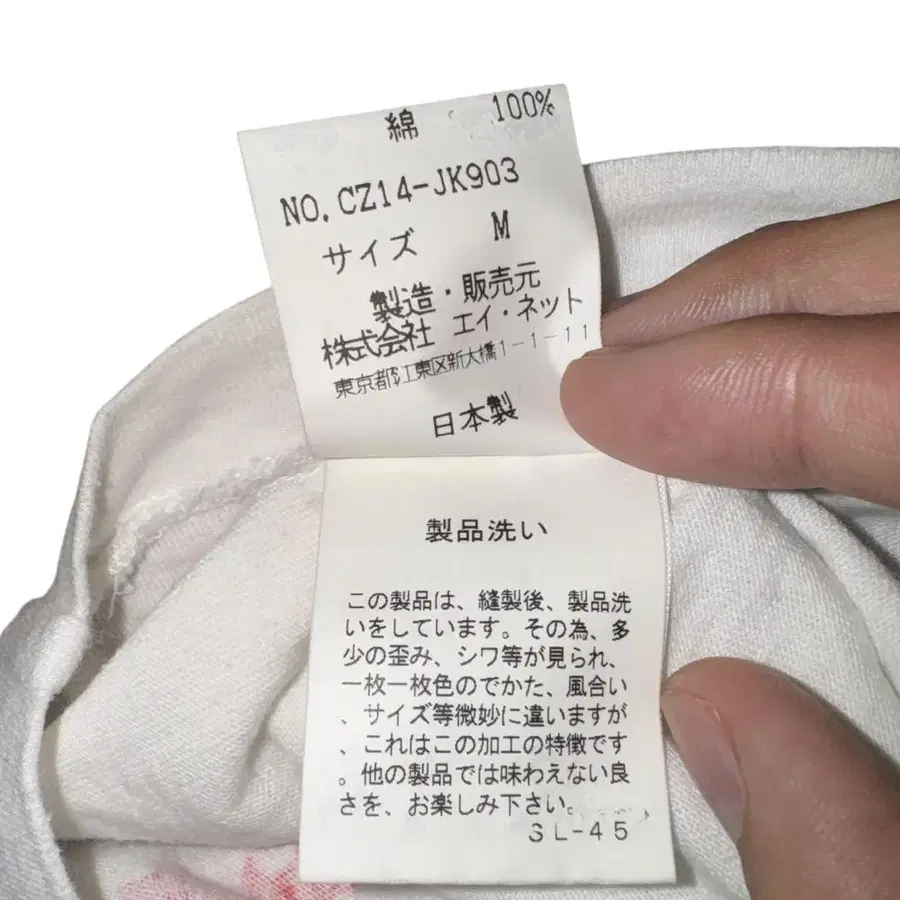 綿 100%
NO.CZ14-JK903
サイズ M
製造・販売元
株式会社 エイ・ネット
東京都江東区新大橋1-1-11
日本製
製品洗い
この製品は、縫製後、製品洗
いをしています。その為、多
少の歪み、シワ等が見られ、
一枚一枚色のでかた、風合い
、サイズ等微妙に違いますが
、これはこの加工の特徴です
。他の製品では味わえない良
さを、お楽しみ下さい。
SL-45